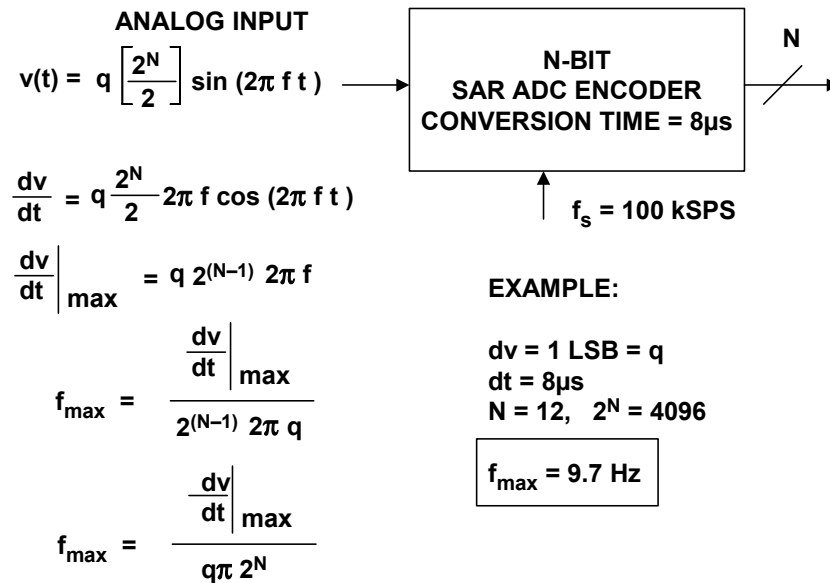 ANALOG INPUT
v(t) = q [2^N / 2] sin (2π f t )
dv/dt = q 2^N / 2 2π f cos (2π f t )
dv/dt | max = q 2^(N–1) 2π f
f_max = dv/dt | max / 2^(N–1) 2π q
f_max = dv/dt | max / qπ 2^N
N-BIT
SAR ADC ENCODER
CONVERSION TIME = 8µs
N
f_s = 100 kSPS
EXAMPLE:
dv = 1 LSB = q
dt = 8µs
N = 12, 2^N = 4096
f_max = 9.7 Hz